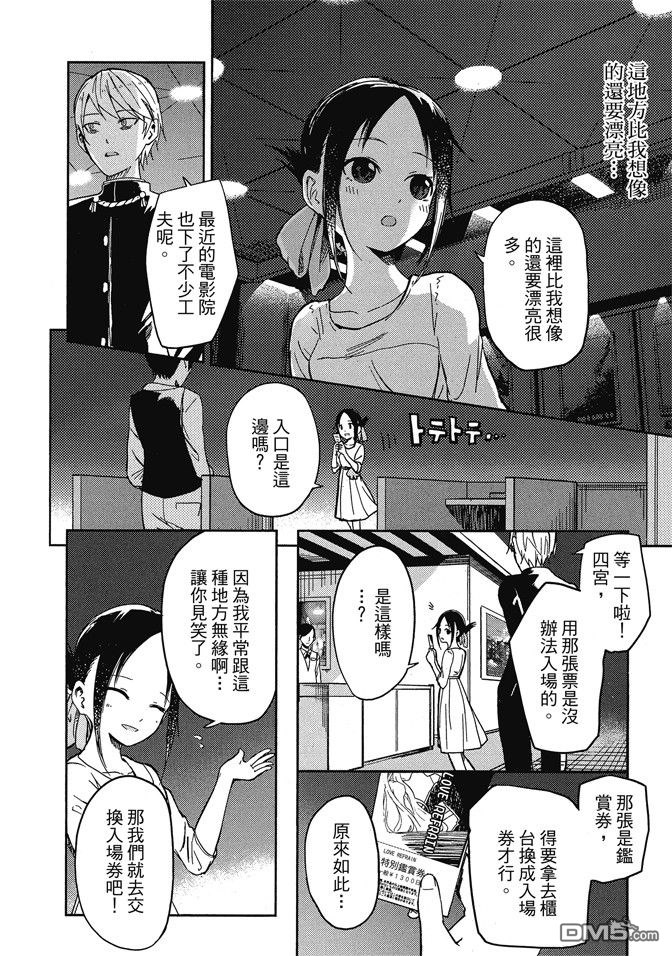 這地方比我想像
的還要漂亮…
這裡比我想像
的還要漂亮很
多。
最近的電影院
也下了不少工
夫呢。
トテトテ…
入口是這
邊嗎？
等一下啦！
四宮，
用那張票是沒
辦法入場的。
是這樣嗎
…？
因為我平常跟這
種地方無緣啊…
讓你見笑了。
那張是鑑
賞券，
得要拿去櫃
台換成入場
券才行。
LOVE REFRAIN
LOVE REFRAIN
特別鑑賞券
一般￥1300
原來如此…
那我們就去交
換入場券吧！
DM5.com